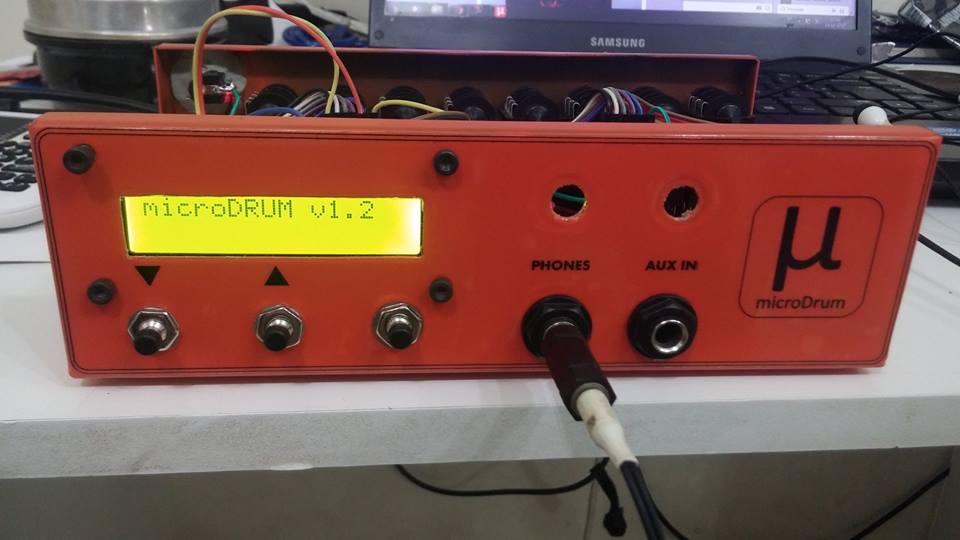 SAMSUNG
microDRUM v1.2
▼
▲
PHONES
AUX IN
µ
microDrum